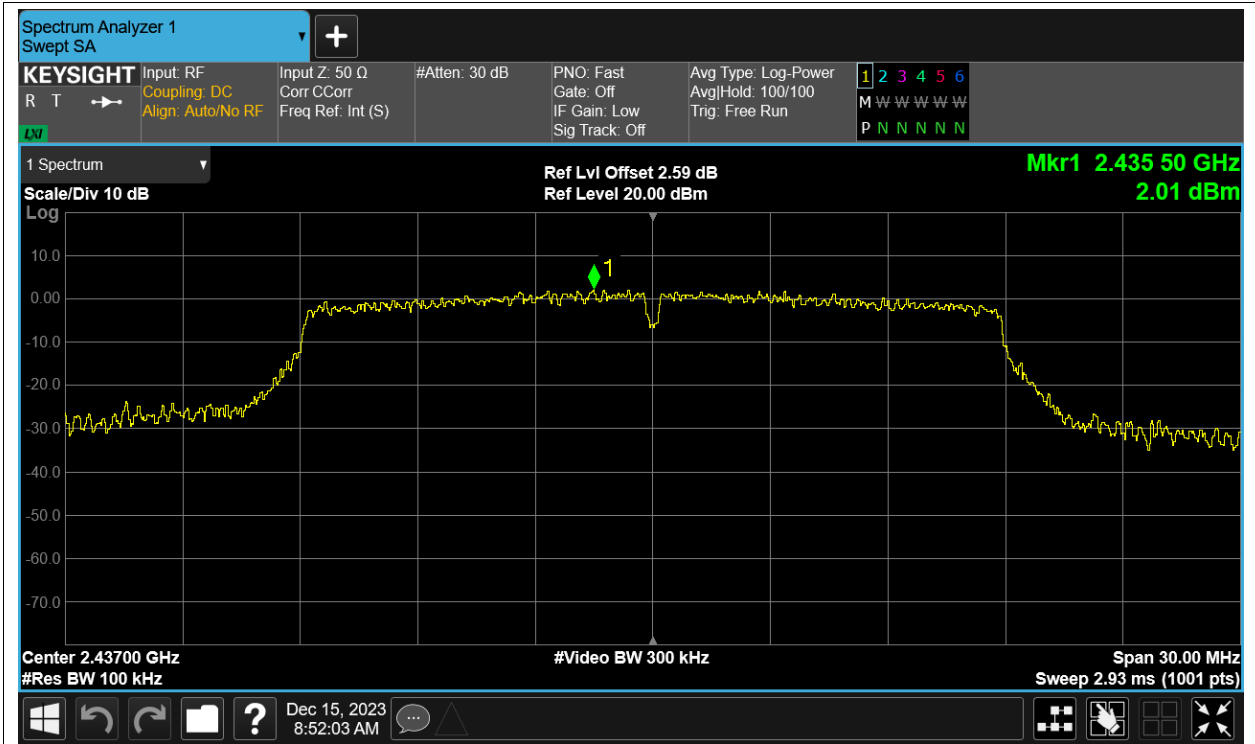 Spectrum Analyzer 1
Swept SA
KEYSIGHT
R T
LXI
Input: RF
Coupling: DC
Align: Auto/No RF
Input Z: 50 Ω
Corr CCorr
Freq Ref: Int (S)
#Atten: 30 dB
PNO: Fast
Gate: Off
IF Gain: Low
Sig Track: Off
Avg Type: Log-Power
Avg|Hold: 100/100
Trig: Free Run
1 2 3 4 5 6
M W W W W W W
P N N N N N N
1 Spectrum
Scale/Div 10 dB
Log
Ref Lvl Offset 2.59 dB
Ref Level 20.00 dBm
Mkr1 2.435 50 GHz
2.01 dBm
1
10.0
0.00
-10.0
-20.0
-30.0
-40.0
-50.0
-60.0
-70.0
Center 2.43700 GHz
#Res BW 100 kHz
#Video BW 300 kHz
Span 30.00 MHz
Sweep 2.93 ms (1001 pts)
?
Dec 15, 2023
8:52:03 AM